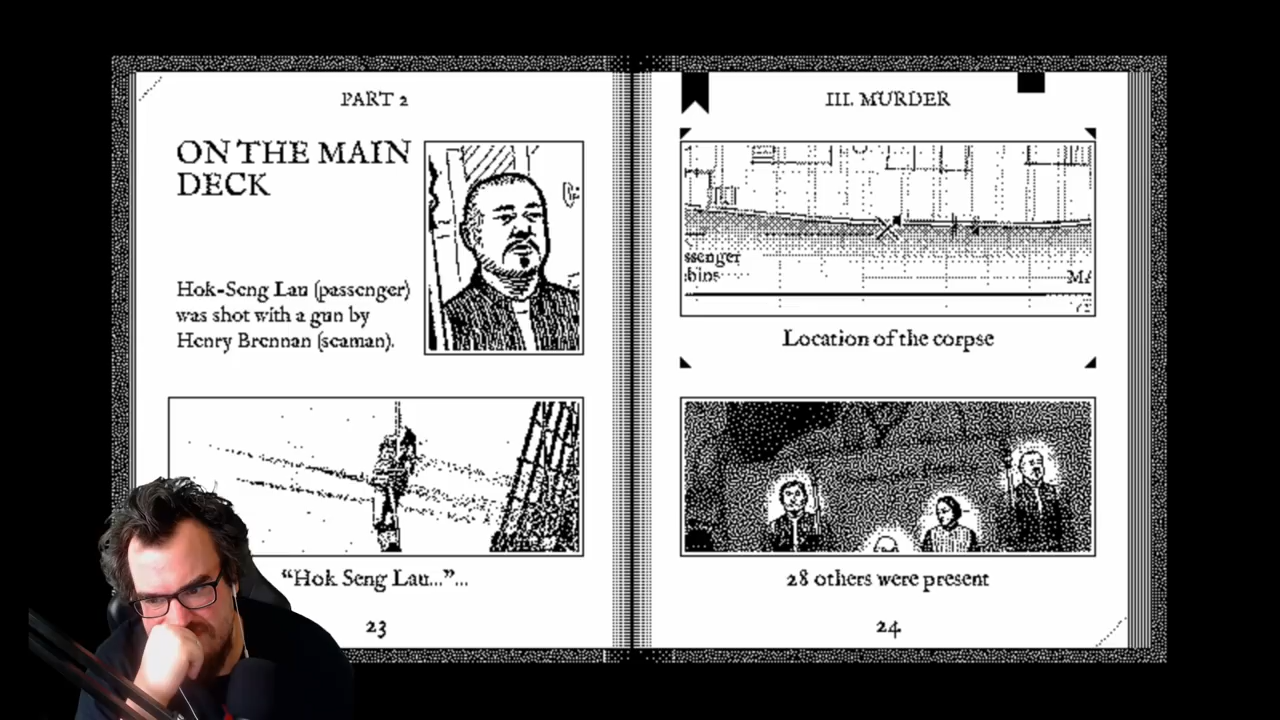 PART 2
ON THE MAIN
DECK
Hok-Seng Lau (passenger)
was shot with a gun by
Henry Brennan (seaman).
“Hok Seng Lau...”...
23
III. MURDER
ssenger
bins
Location of the corpse
28 others were present
24